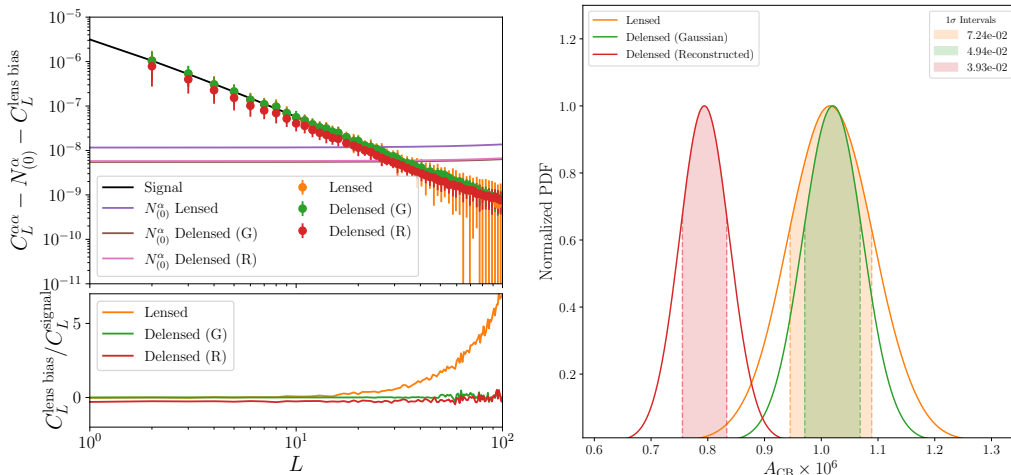 C_L^{αα} − N_{(0)}^α − C_L^{lens bias}
10^{-5}
10^{-6}
10^{-7}
10^{-8}
10^{-9}
10^{-10}
10^{-11}
Signal
N_{(0)}^α Lensed
N_{(0)}^α Delensed (G)
N_{(0)}^α Delensed (R)
Lensed
Delensed (G)
Delensed (R)
C_L^{lens bias}/C_L^{signal}
5
0
Lensed
Delensed (G)
Delensed (R)
10^0
10^1
10^2
L
Normalized PDF
1.2
1.0
0.8
0.6
0.4
0.2
Lensed
Delensed (Gaussian)
Delensed (Reconstructed)
1σ Intervals
7.24e-02
4.94e-02
3.93e-02
0.6
0.7
0.8
0.9
1.0
1.1
1.2
1.3
A_{CB} × 10^6